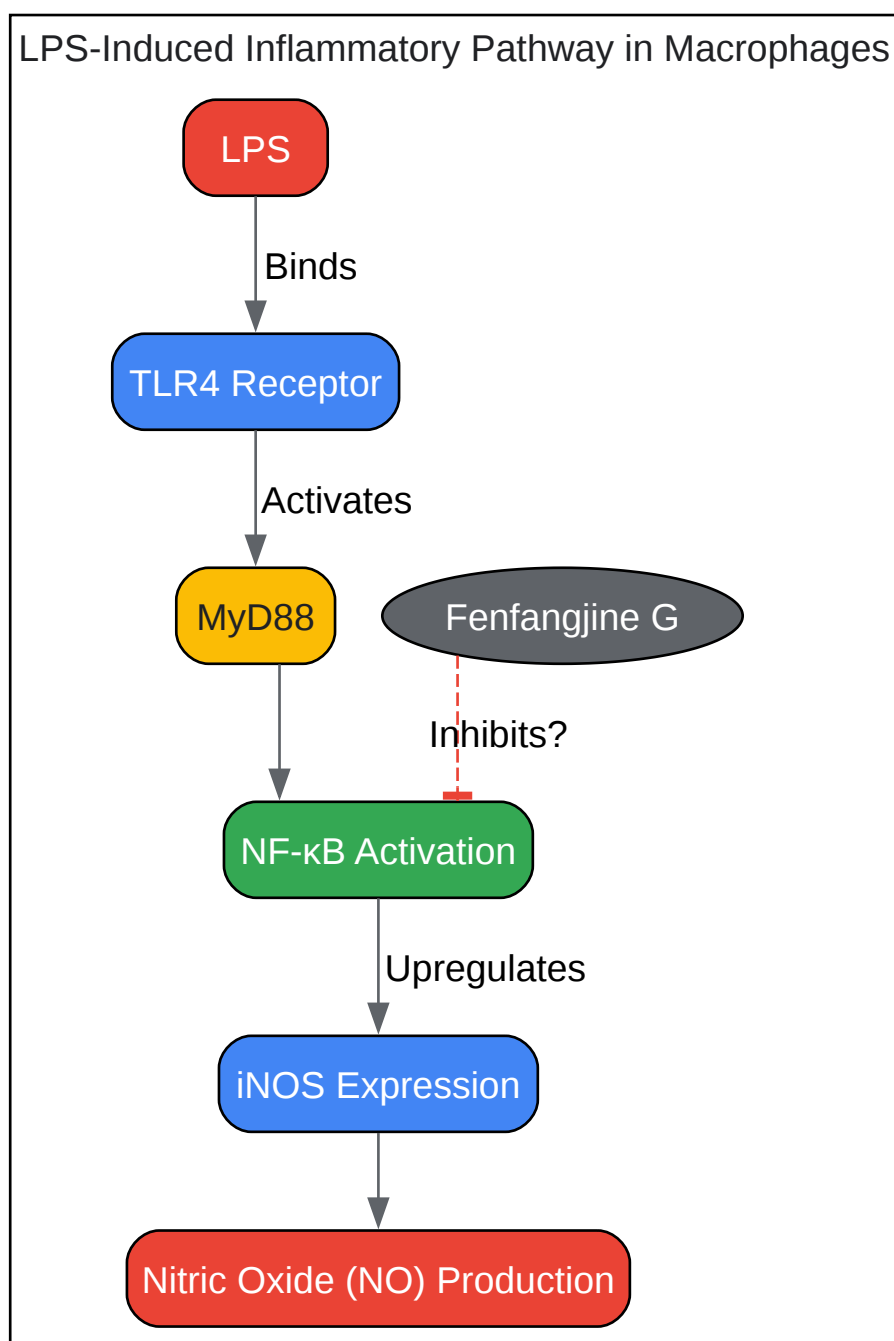 LPS-Induced Inflammatory Pathway in Macrophages
LPS
Binds
TLR4 Receptor
Activates
MyD88
Fenfangjine G
Inhibits?
NF-κB Activation
Upregulates
iNOS Expression
Nitric Oxide (NO) Production